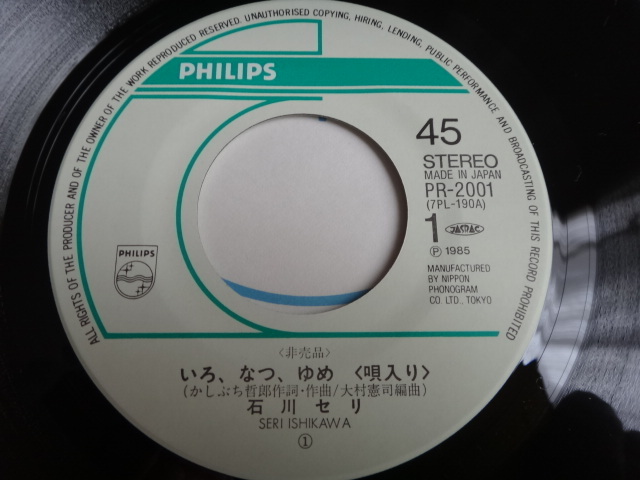 ALL RIGHTS OF THE PRODUCER AND OF THE OWNER OF THE WORK REPRODUCED RESERVED. UNAUTHORISED COPYING, HIRING, LENDING, PUBLIC PERFORMANCE AND BROADCASTING OF THIS RECORD PROHIBITED
PHILIPS
45
STEREO
MADE IN JAPAN
PR-2001
(7PL-190A)
1 JASRAC
Ⓟ 1985
PHILIPS
MANUFACTURED
BY NIPPON
PHONOGRAM
CO. LTD., TOKYO
〈非売品〉
いろ、なつ、ゆめ 〈唄入り〉
(かしぶち哲郎作詞・作曲/大村憲司編曲)
石川セリ
SERI ISHIKAWA
①